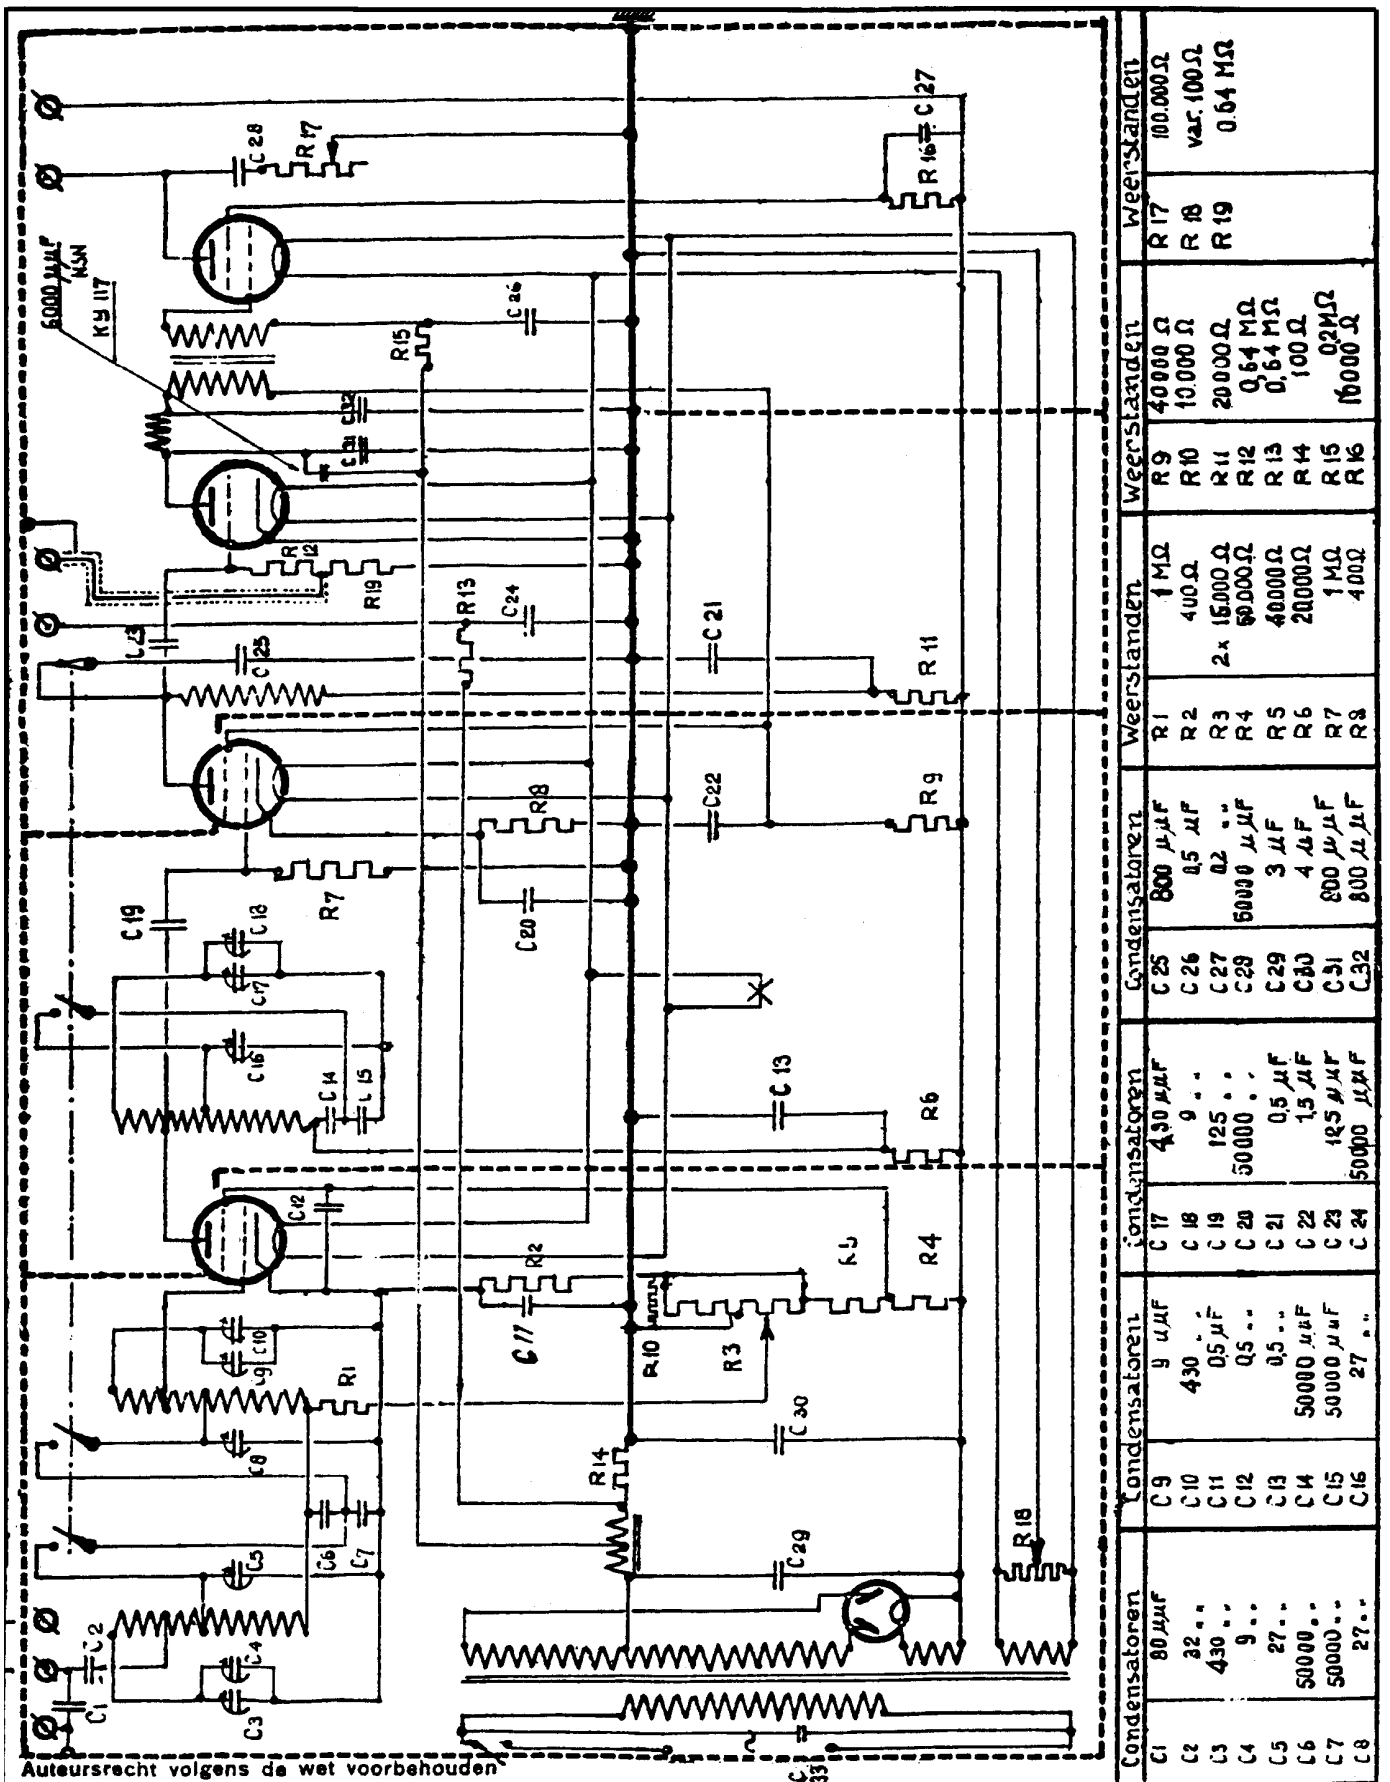 6000 µµF/NSN
KY 117
C28
R17
C27
R16
C26
R15
C32
C31
R12
R19
C23
C25
R13
C24
C21
R11
R8
C22
R9
C19
C18
C17
C16
R7
C20
C14
C15
C13
R6
C12
R2
C11
R5
R4
R10
R3
C10
C9
C8
R1
C30
R14
C29
C5
C6
C7
R18
C1
C2
C3
C4
C33
Auteursrecht volgens de wet voorbehouden
Condensatoren
C1 80 µµF
C2 32 „
C3 430 „
C4 9 „
C5 27 „
C6 50000 „
C7 50000 „
C8 27 „
Condensatoren
C9 9 µµF
C10 430 „
C11 0,5 µF
C12 0,5 „
C13 0,5 „
C14 50000 µµF
C15 50000 µµF
C16 27 „
Condensatoren
C17 430 µµF
C18 9 „
C19 125 „
C20 50000 „
C21 0,5 µF
C22 1,5 µF
C23 125 µµF
C24 50000 µµF
Condensatoren
C25 800 µµF
C26 0,5 µF
C27 0,2 „
C29 50000 µµF
C29 3 µF
C30 4 µF
C31 800 µµF
C32 800 µµF
Weerstanden
R1 1 MΩ
R2 400 Ω
R3 2x 15.000 Ω
R4 50.000 Ω
R5 40.000 Ω
R6 20.000 Ω
R7 1 MΩ
R8 400 Ω
Weerstanden
R9 40000 Ω
R10 10.000 Ω
R11 20000 Ω
R12 0,64 MΩ
R13 0,64 MΩ
R14 100 Ω
R15 0,2 MΩ
R16 16000 Ω
Weerstanden
R17 100.000 Ω
R18 var. 100 Ω
R19 0.64 MΩ